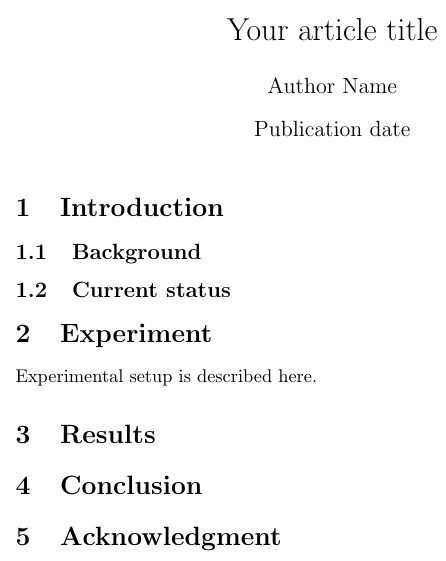 Your article title
Author Name
Publication date
1 Introduction
1.1 Background
1.2 Current status
2 Experiment
Experimental setup is described here.
3 Results
4 Conclusion
5 Acknowledgment